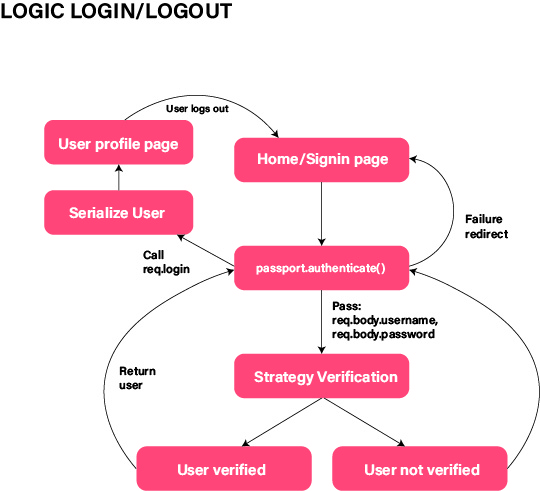 LOGIC LOGIN/LOGOUT
User logs out
User profile page
Home/Signin page
Serialize User
Failure
redirect
Call
req.login
passport.authenticate()
Pass:
req.body.username,
req.body.password
Return
user
Strategy Verification
User verified
User not verified